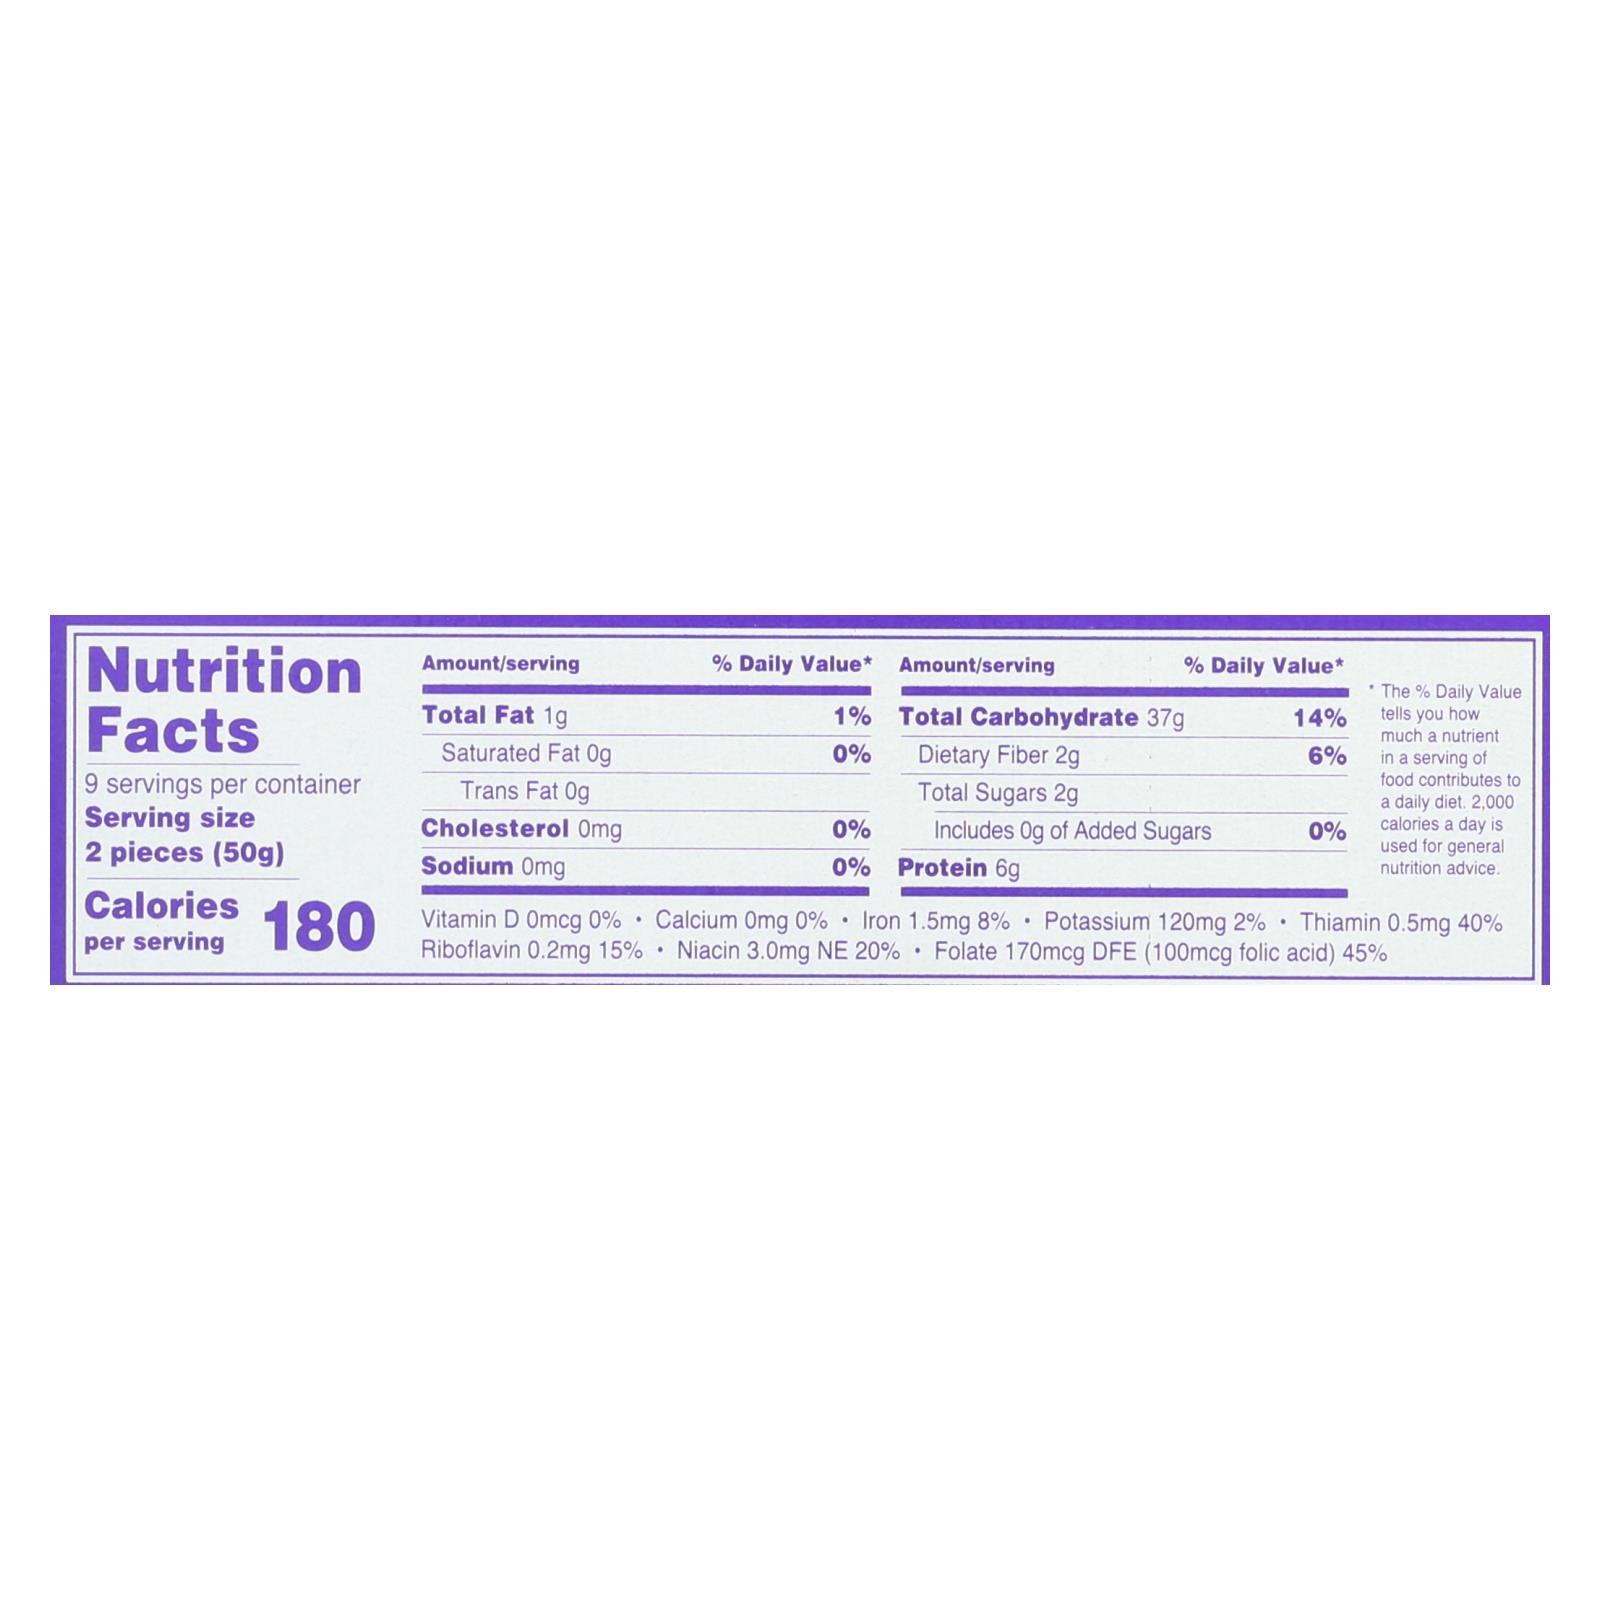 Nutrition
Facts
9 servings per container
Serving size
2 pieces (50g)
Calories
per serving
180
Amount/serving % Daily Value*
Total Fat 1g 1%
Saturated Fat 0g 0%
Trans Fat 0g
Cholesterol 0mg 0%
Sodium 0mg 0%
Amount/serving % Daily Value*
Total Carbohydrate 37g 14%
Dietary Fiber 2g 6%
Total Sugars 2g
Includes 0g of Added Sugars 0%
Protein 6g
Vitamin D 0mcg 0% • Calcium 0mg 0% • Iron 1.5mg 8% • Potassium 120mg 2% • Thiamin 0.5mg 40%
Riboflavin 0.2mg 15% • Niacin 3.0mg NE 20% • Folate 170mcg DFE (100mcg folic acid) 45%
* The % Daily Value
tells you how
much a nutrient
in a serving of
food contributes to
a daily diet. 2,000
calories a day is
used for general
nutrition advice.